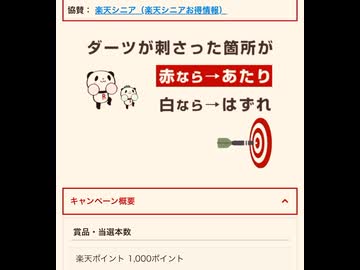 協賛： 楽天シニア（楽天シニアお得情報）
ダーツが刺さった箇所が
赤なら→あたり
白なら→はずれ
キャンペーン概要
賞品・当選本数
楽天ポイント 1,000ポイント